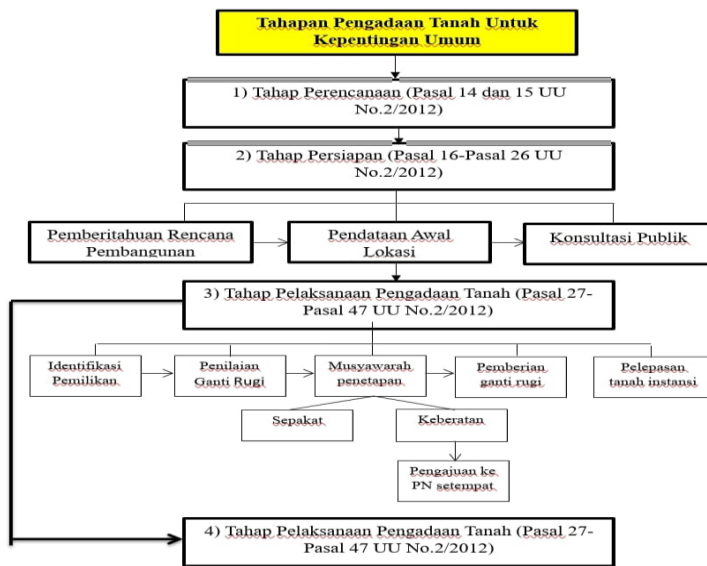 Tahapan Pengadaan Tanah Untuk
Kepentingan Umum
1) Tahap Perencanaan (Pasal 14 dan 15 UU
No.2/2012)
2) Tahap Persiapan (Pasal 16-Pasal 26 UU
No.2/2012)
Pemberitahuan Rencana
Pembangunan
Pendataan Awal
Lokasi
Konsultasi Publik
3) Tahap Pelaksanaan Pengadaan Tanah (Pasal 27-
Pasal 47 UU No.2/2012)
Identifikasi
Pemilikan
Penilaian
Ganti Rugi
Musyawarah
penetapan
Pemberian
ganti rugi
Pelepasan
tanah instansi
Sepakat
Keberatan
Pengajuan ke
PN setempat
4) Tahap Pelaksanaan Pengadaan Tanah (Pasal 27-
Pasal 47 UU No.2/2012)